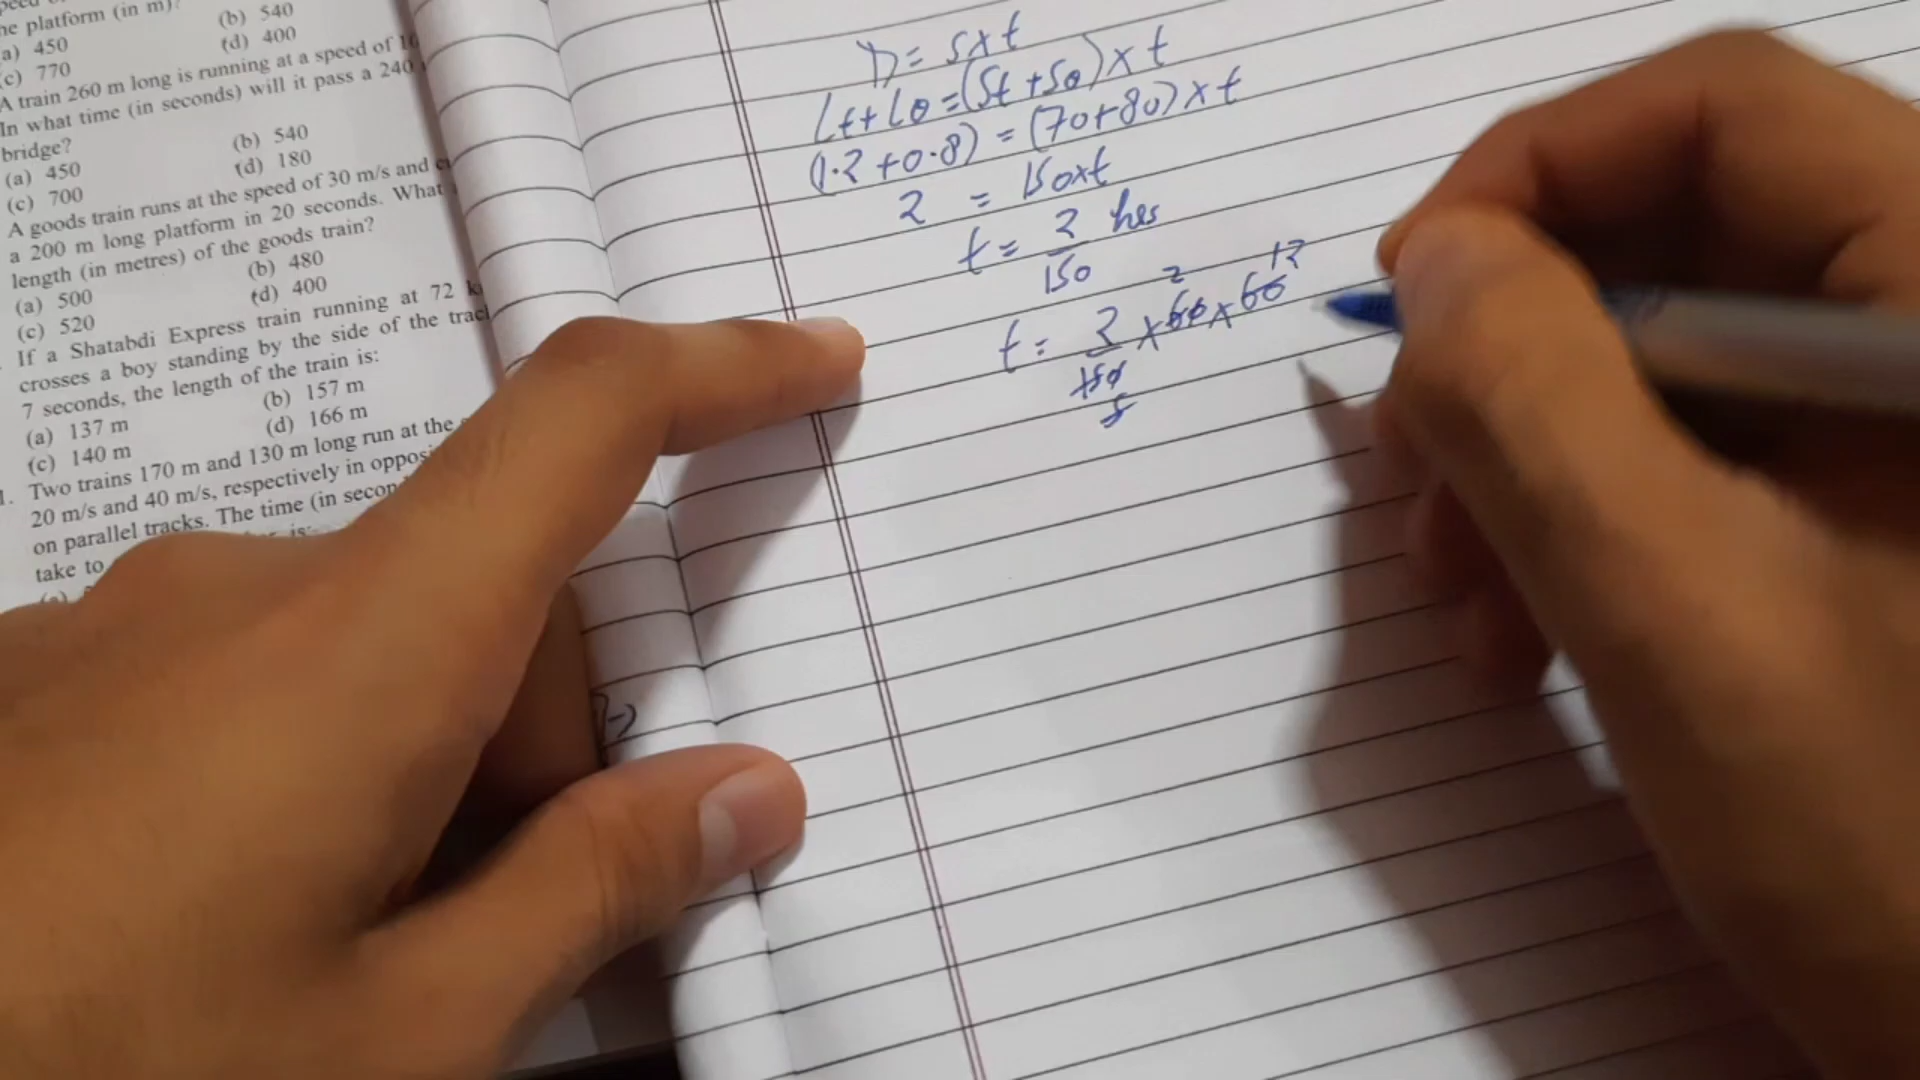 he platform (in m)?
(a) 450 (b) 540
(c) 770 (d) 400
A train 260 m long is running at a speed of
In what time (in seconds) will it pass a 240
bridge?
(a) 450 (b) 540
(c) 700 (d) 180
A goods train runs at the speed of 30 m/s and
a 200 m long platform in 20 seconds. What
length (in metres) of the goods train?
(a) 500 (b) 480
(c) 520 (d) 400
If a Shatabdi Express train running at 72
crosses a boy standing by the side of the track
7 seconds, the length of the train is:
(a) 137 m (b) 157 m
(c) 140 m (d) 166 m
Two trains 170 m and 130 m long run at the
20 m/s and 40 m/s, respectively in
on parallel tracks. The time (in
take to
D = s x t
Lt + Lo = (St + So) x t
(1.2 + 0.8) = (70+80) x t
2 = 150xt
t = 2/150 hrs
2 12
t = 2/150 x 60 x 60
5